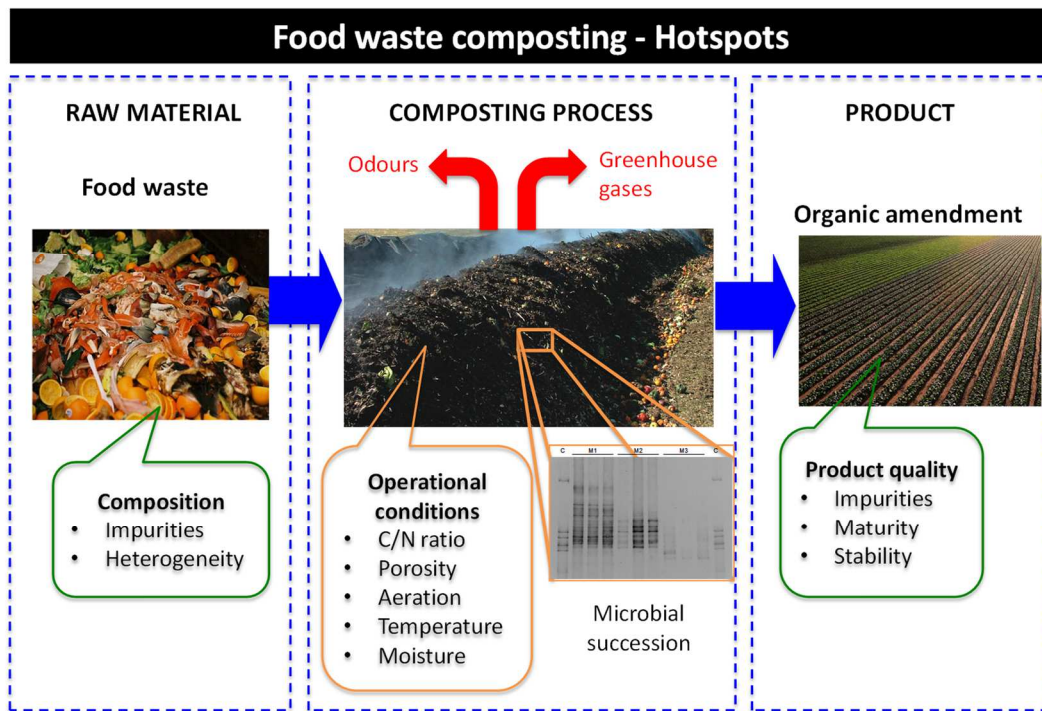 Food waste composting - Hotspots
RAW MATERIAL
Food waste
Composition
• Impurities
• Heterogeneity
COMPOSTING PROCESS
Odours
Greenhouse
gases
Operational
conditions
• C/N ratio
• Porosity
• Aeration
• Temperature
• Moisture
C M1 M2 M3 C
Microbial
succession
PRODUCT
Organic amendment
Product quality
• Impurities
• Maturity
• Stability